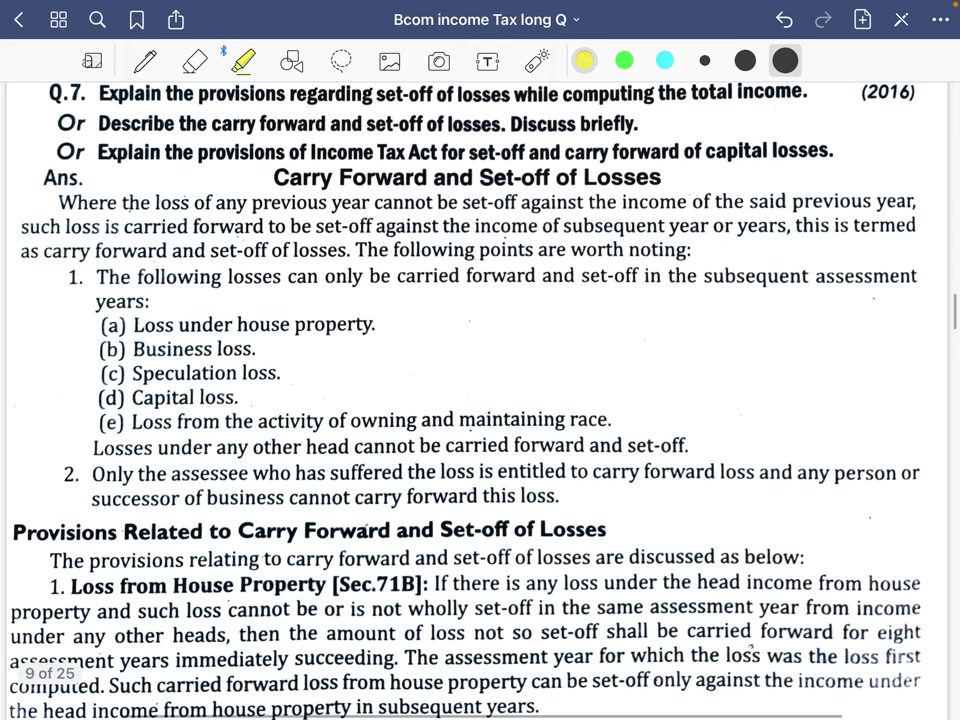 Bcom income Tax long Q
Q.7. Explain the provisions regarding set-off of losses while computing the total income. (2016)
Or Describe the carry forward and set-off of losses. Discuss briefly.
Or Explain the provisions of Income Tax Act for set-off and carry forward of capital losses.
Ans. Carry Forward and Set-off of Losses
Where the loss of any previous year cannot be set-off against the income of the said previous year,
such loss is carried forward to be set-off against the income of subsequent year or years, this is termed
as carry forward and set-off of losses. The following points are worth noting:
1. The following losses can only be carried forward and set-off in the subsequent assessment
years:
(a) Loss under house property.
(b) Business loss.
(c) Speculation loss.
(d) Capital loss.
(e) Loss from the activity of owning and maintaining race.
Losses under any other head cannot be carried forward and set-off.
2. Only the assessee who has suffered the loss is entitled to carry forward loss and any person or
successor of business cannot carry forward this loss.
Provisions Related to Carry Forward and Set-off of Losses
The provisions relating to carry forward and set-off of losses are discussed as below:
1. Loss from House Property [Sec.71B]: If there is any loss under the head income from house
property and such loss cannot be or is not wholly set-off in the same assessment year from income
under any other heads, then the amount of loss not so set-off shall be carried forward for eight
assessment years immediately succeeding. The assessment year for which the loss was the loss first
9 of 25
computed. Such carried forward loss from house property can be set-off only against the income under
the head income from house property in subsequent years.